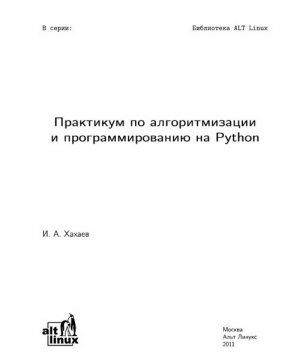 В серии: Библиотека ALT Linux
Практикум по алгоритмизации
и программированию на Python
И. А. Хахаев
alt
linux
Москва
Альт Линукс
2011